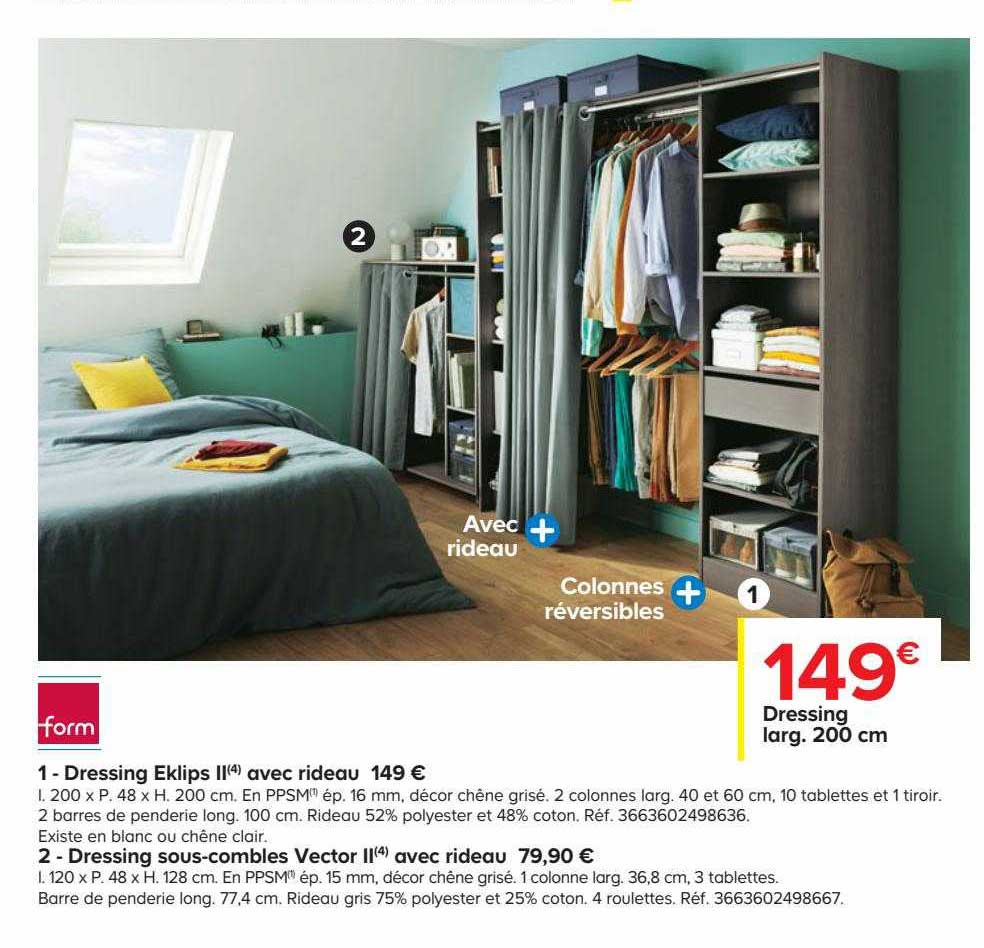 2
Avec
rideau
+
Colonnes
réversibles
+
1
149€
Dressing
larg. 200 cm
form
1 - Dressing Eklips II(4) avec rideau 149 €
l. 200 x P. 48 x H. 200 cm. En PPSM(1) ép. 16 mm, décor chêne grisé. 2 colonnes larg. 40 et 60 cm, 10 tablettes et 1 tiroir.
2 barres de penderie long. 100 cm. Rideau 52% polyester et 48% coton. Réf. 3663602498636.
Existe en blanc ou chêne clair.
2 - Dressing sous-combles Vector II(4) avec rideau 79,90 €
l. 120 x P. 48 x H. 128 cm. En PPSM(1) ép. 15 mm, décor chêne grisé. 1 colonne larg. 36,8 cm, 3 tablettes.
Barre de penderie long. 77,4 cm. Rideau gris 75% polyester et 25% coton. 4 roulettes. Réf. 3663602498667.